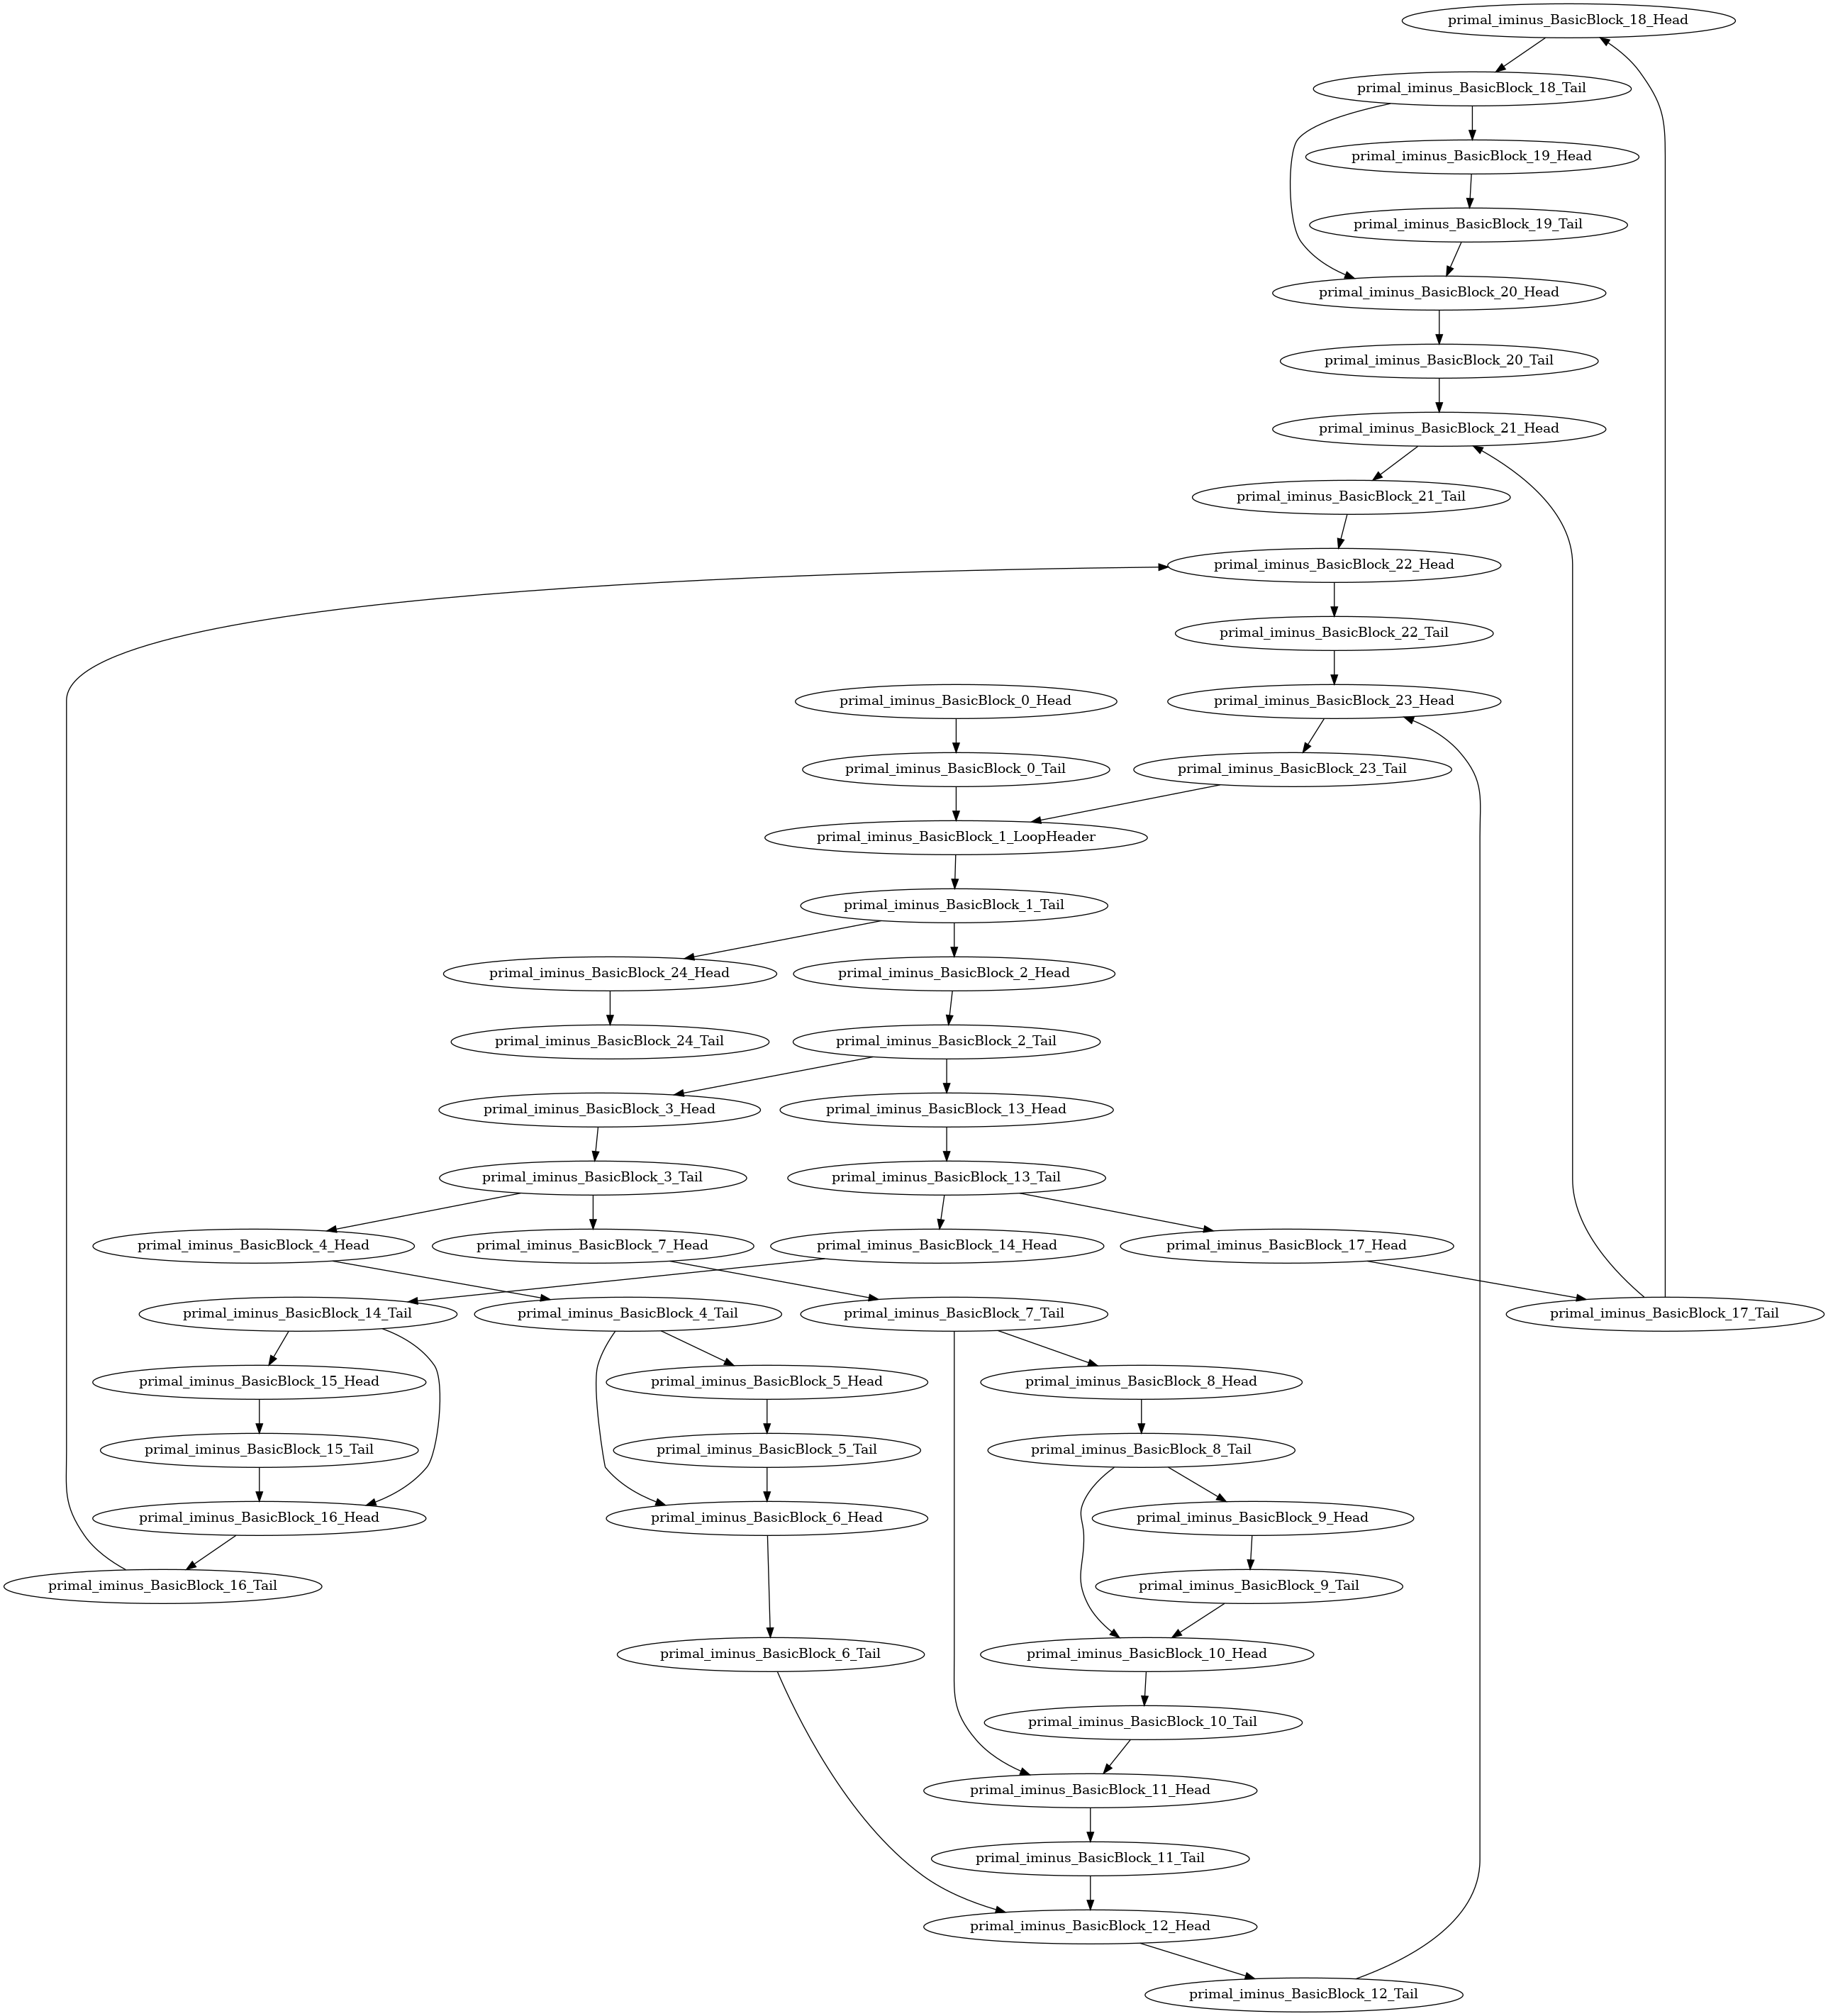 primal_iminus_BasicBlock_18_Head
primal_iminus_BasicBlock_18_Tail
primal_iminus_BasicBlock_19_Head
primal_iminus_BasicBlock_19_Tail
primal_iminus_BasicBlock_20_Head
primal_iminus_BasicBlock_20_Tail
primal_iminus_BasicBlock_21_Head
primal_iminus_BasicBlock_21_Tail
primal_iminus_BasicBlock_22_Head
primal_iminus_BasicBlock_22_Tail
primal_iminus_BasicBlock_0_Head
primal_iminus_BasicBlock_23_Head
primal_iminus_BasicBlock_0_Tail
primal_iminus_BasicBlock_23_Tail
primal_iminus_BasicBlock_1_LoopHeader
primal_iminus_BasicBlock_1_Tail
primal_iminus_BasicBlock_24_Head
primal_iminus_BasicBlock_2_Head
primal_iminus_BasicBlock_24_Tail
primal_iminus_BasicBlock_2_Tail
primal_iminus_BasicBlock_3_Head
primal_iminus_BasicBlock_13_Head
primal_iminus_BasicBlock_3_Tail
primal_iminus_BasicBlock_13_Tail
primal_iminus_BasicBlock_4_Head
primal_iminus_BasicBlock_7_Head
primal_iminus_BasicBlock_14_Head
primal_iminus_BasicBlock_17_Head
primal_iminus_BasicBlock_14_Tail
primal_iminus_BasicBlock_4_Tail
primal_iminus_BasicBlock_7_Tail
primal_iminus_BasicBlock_17_Tail
primal_iminus_BasicBlock_15_Head
primal_iminus_BasicBlock_5_Head
primal_iminus_BasicBlock_8_Head
primal_iminus_BasicBlock_15_Tail
primal_iminus_BasicBlock_5_Tail
primal_iminus_BasicBlock_8_Tail
primal_iminus_BasicBlock_16_Head
primal_iminus_BasicBlock_6_Head
primal_iminus_BasicBlock_9_Head
primal_iminus_BasicBlock_16_Tail
primal_iminus_BasicBlock_9_Tail
primal_iminus_BasicBlock_6_Tail
primal_iminus_BasicBlock_10_Head
primal_iminus_BasicBlock_10_Tail
primal_iminus_BasicBlock_11_Head
primal_iminus_BasicBlock_11_Tail
primal_iminus_BasicBlock_12_Head
primal_iminus_BasicBlock_12_Tail